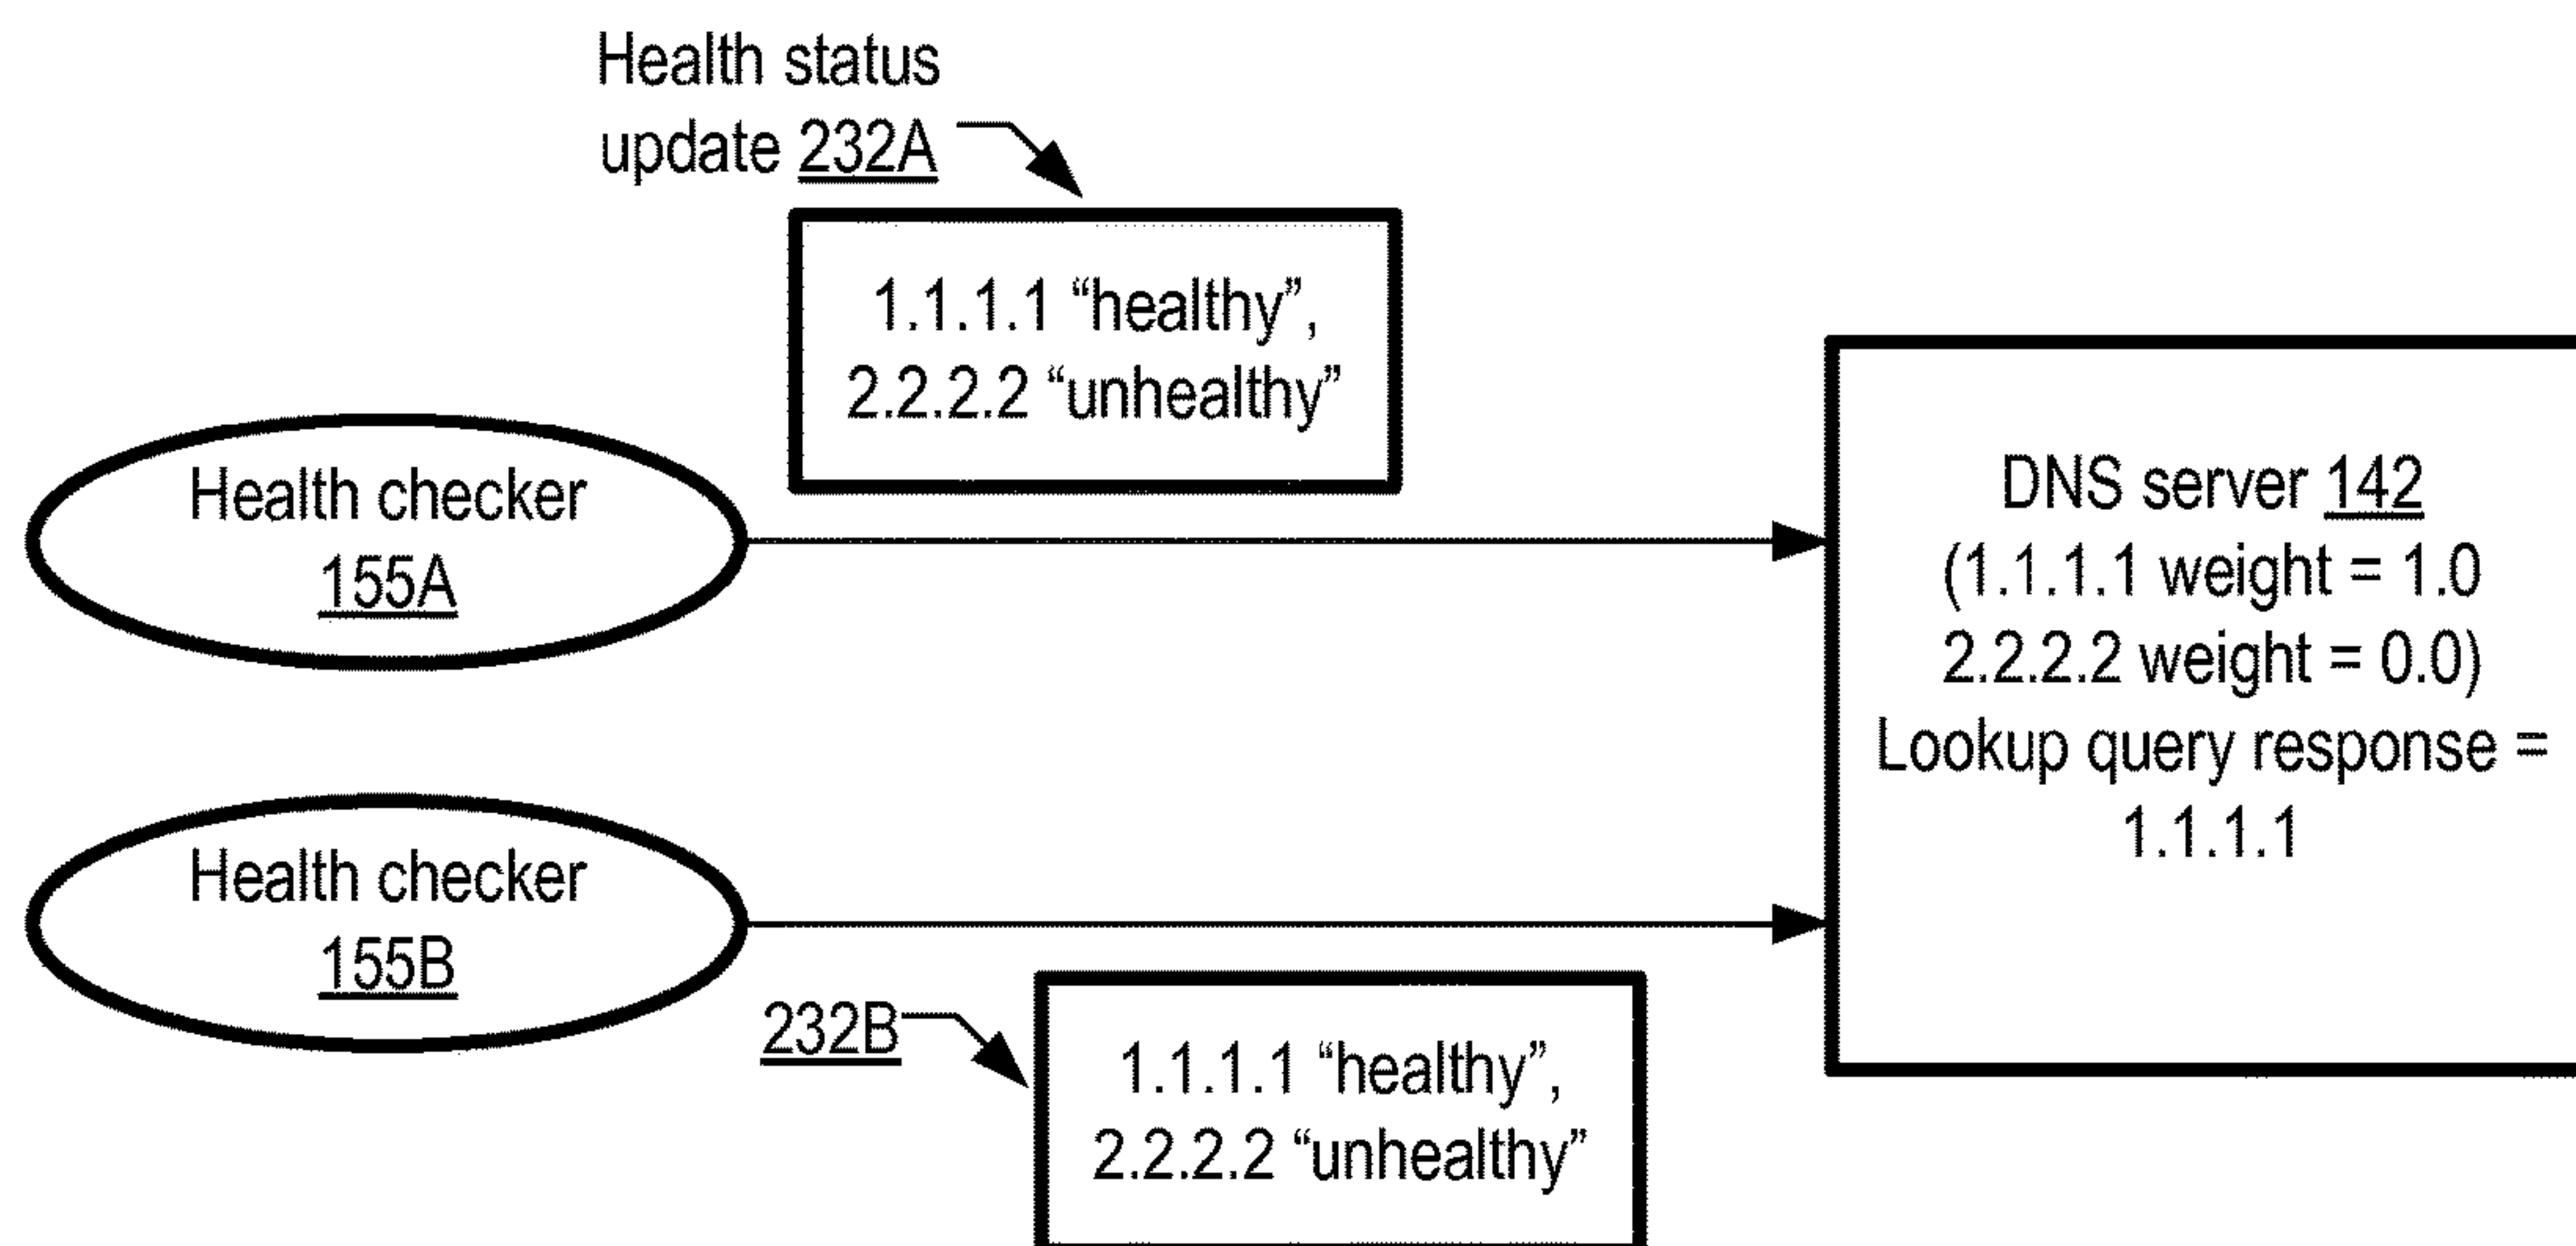 Health status
update 232A
1.1.1.1 “healthy”,
2.2.2.2 “unhealthy”
Health checker
155A
DNS server 142
(1.1.1.1 weight = 1.0
2.2.2.2 weight = 0.0)
Lookup query response =
1.1.1.1
Health checker
155B
232B
1.1.1.1 “healthy”,
2.2.2.2 “unhealthy”